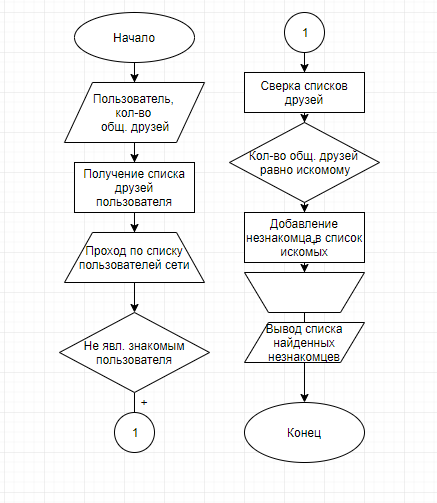 Начало
Пользователь,
кол-во
общ. друзей
Получение списка
друзей
пользователя
Проход по списку
пользователей сети
Не явл. знакомым
пользователя
+
1
1
Сверка списков
друзей
Кол-во общ. друзей
равно искомому
+
Добавление
незнакомца в список
искомых
Вывод списка
найденных
незнакомцев
Конец